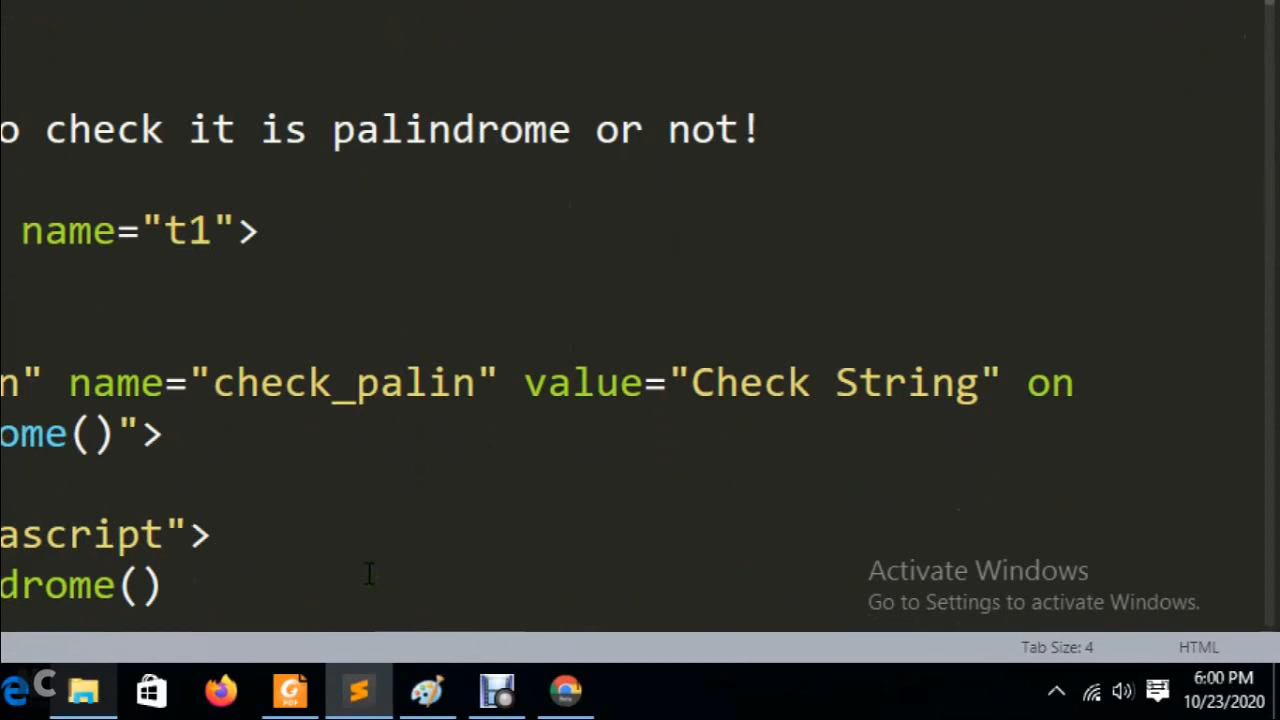 o check it is palindrome or not!
name="t1">
n" name="check_palin" value="Check String" on
ome()">
ascript">
drome()
Activate Windows
Go to Settings to activate Windows.
Tab Size: 4 HTML
6:00 PM
10/23/2020